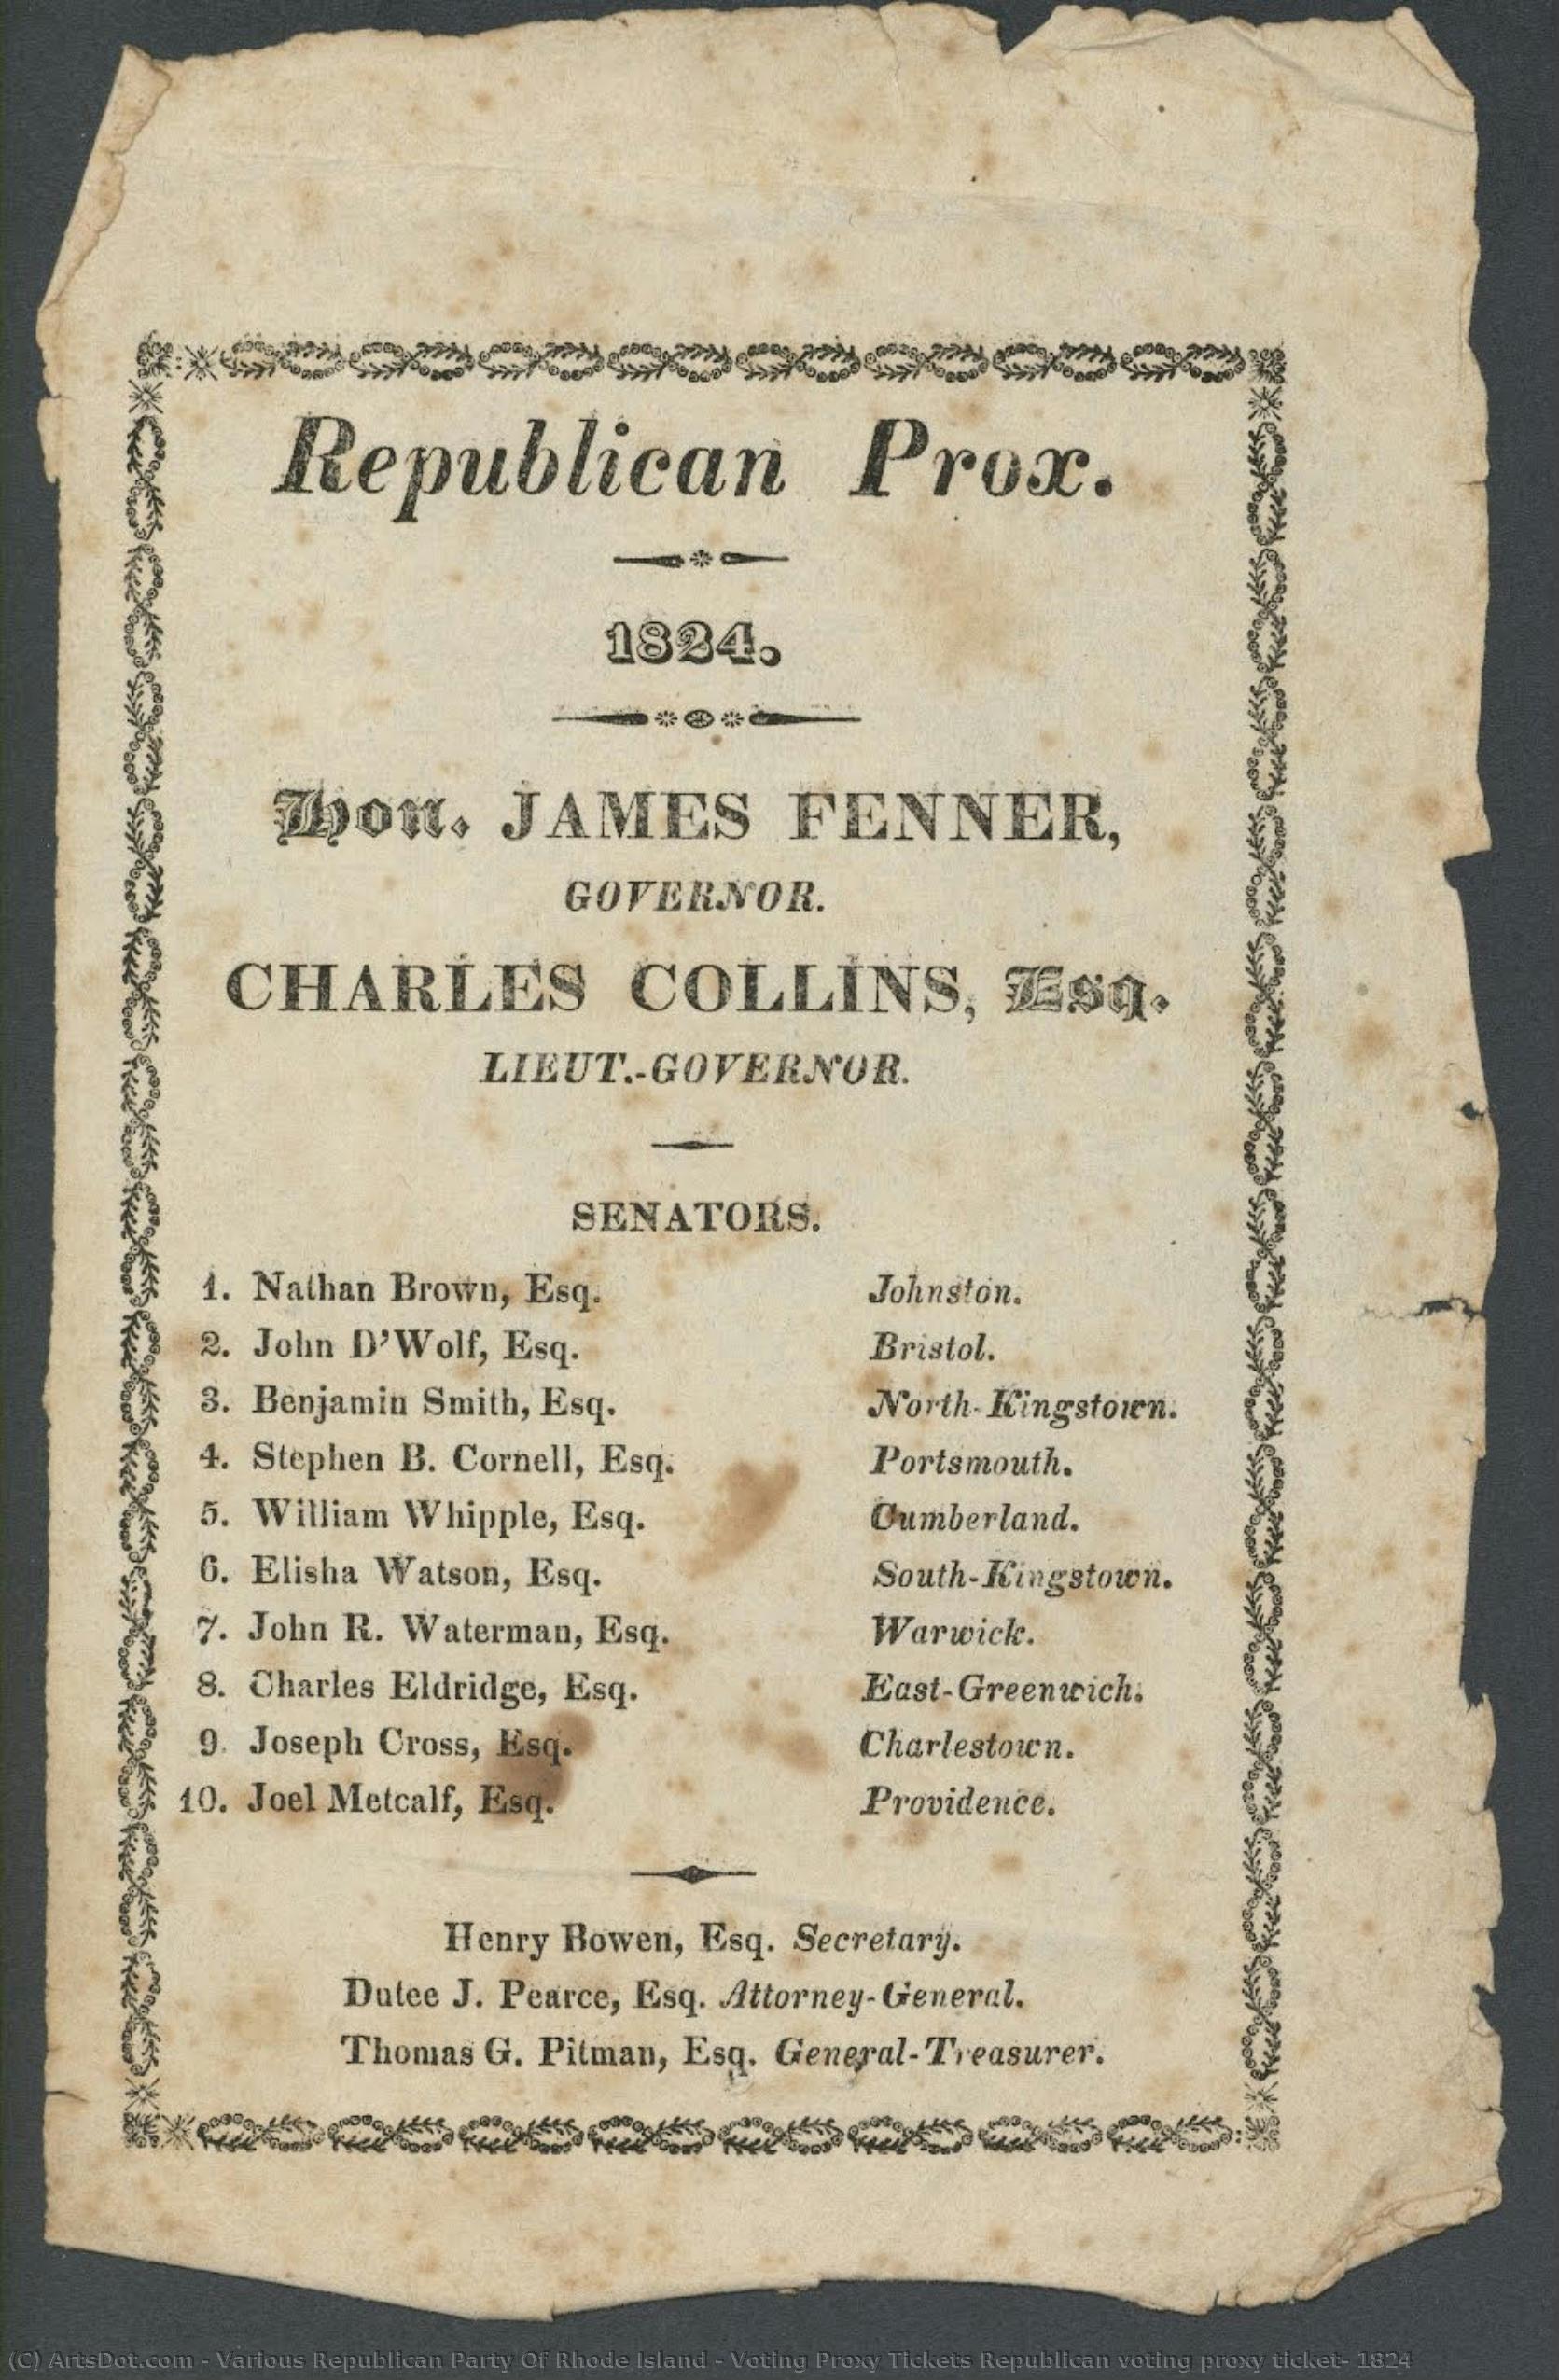 Republican Prox.
1824.
Hon. JAMES FENNER,
GOVERNOR.
CHARLES COLLINS, Esq.
LIEUT.-GOVERNOR.
SENATORS.
1. Nathan Brown, Esq. Johnston.
2. John D'Wolf, Esq. Bristol.
3. Benjamin Smith, Esq. North-Kingstown.
4. Stephen B. Cornell, Esq. Portsmouth.
5. William Whipple, Esq. Cumberland.
6. Elisha Watson, Esq. South-Kingstown.
7. John R. Waterman, Esq. Warwick.
8. Charles Eldridge, Esq. East-Greenwich.
9. Joseph Cross, Esq. Charlestown.
10. Joel Metcalf, Esq. Providence.
Henry Bowen, Esq. Secretary.
Dutee J. Pearce, Esq. Attorney-General.
Thomas G. Pitman, Esq. General-Treasurer.
(C) ArtsDot.com - Various Republican Party Of Rhode Island - Voting Proxy Tickets Republican voting proxy ticket- 1824